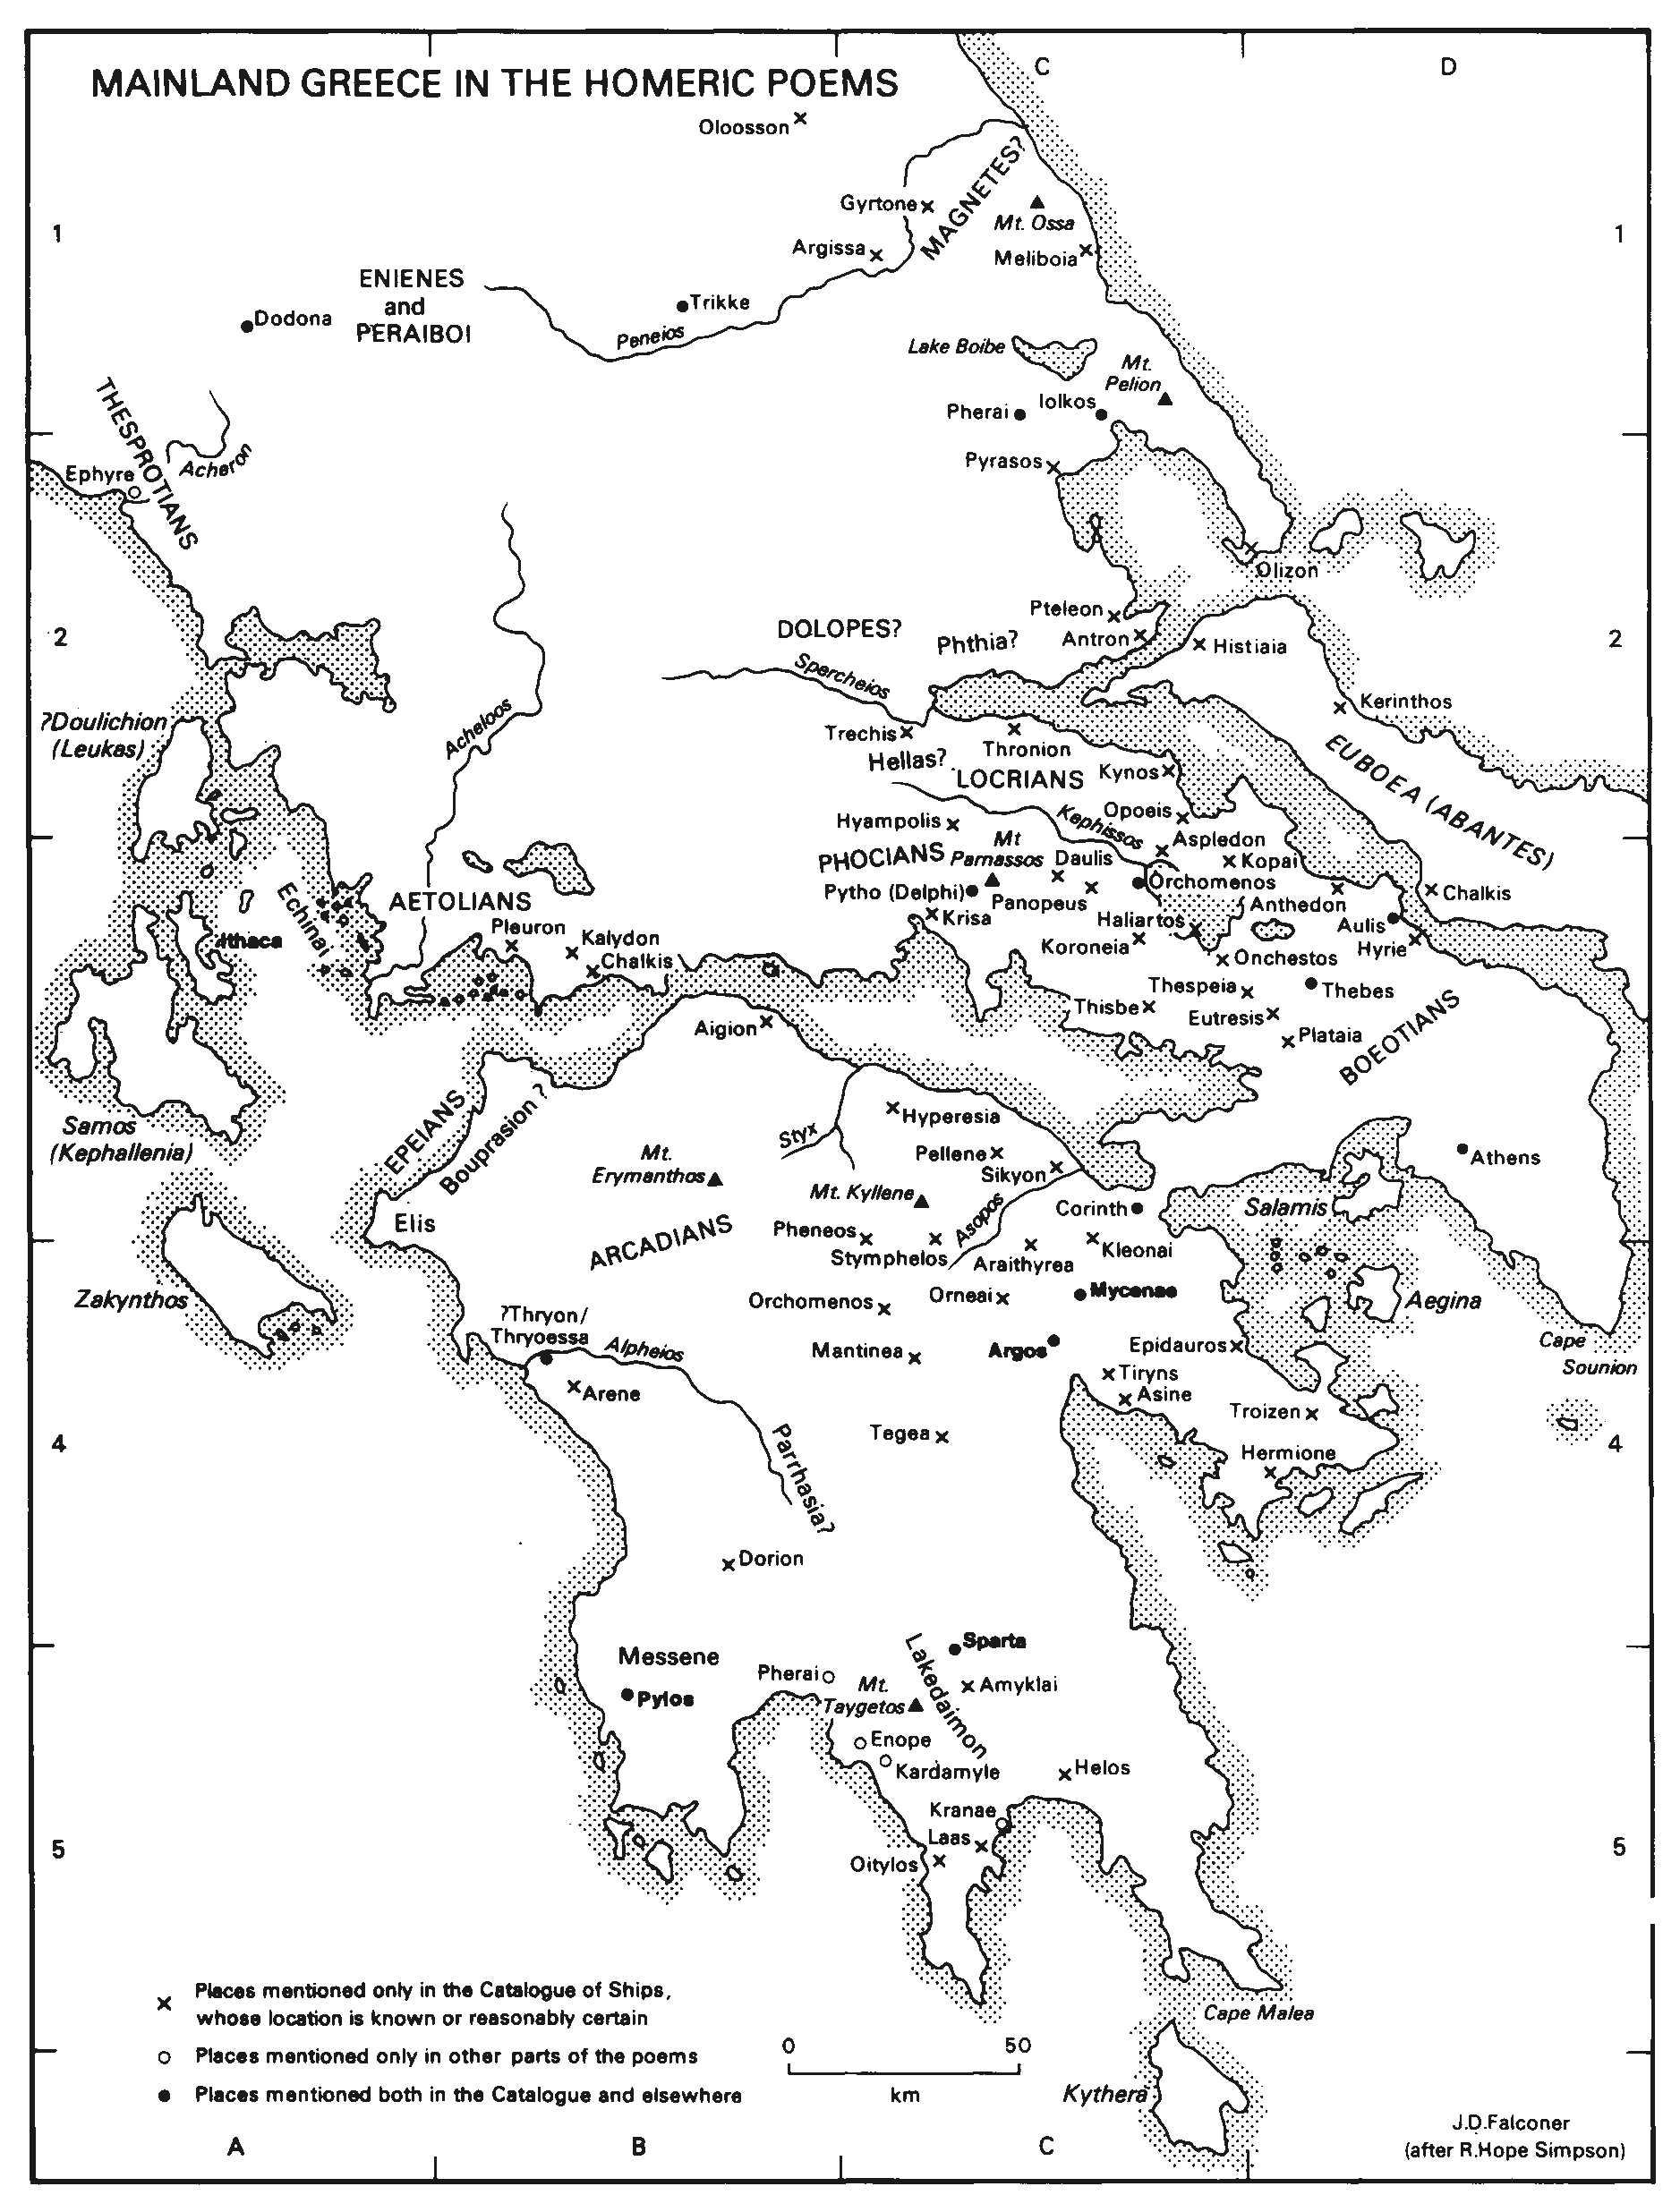 MAINLAND GREECE IN THE HOMERIC POEMS
C
D
Oloosson
MAGNETES?
Gyrtone
Mt. Ossa
1
1
Argissa
Meliboia
ENIENES
and
PERAIBOI
Trikke
Dodona
Peneios
Lake Boibe
Mt.
Pelion
THESPROTIANS
Pherai
Iolkos
Acheron
Ephyre
Pyrasos
Olizon
Pteleon
2
DOLOPES?
Phthia?
Antron
Histiaia
2
Spercheios
Kerinthos
?Doulichion
(Leukas)
Acheloos
Trechis
Thronion
Hellas?
LOCRIANS
Kynos
EUBOEA (ABANTES)
Opoeis
Hyampolis
Kephissos
Aspledon
Mt
Parnassos
PHOCIANS
Daulis
Kopai
Orchomenos
Pytho (Delphi)
Panopeus
Chalkis
AETOLIANS
Anthedon
Krisa
Haliartos
Aulis
Echinai
Ithaca
Pleuron
Kalydon
Koroneia
Hyrie
Chalkis
Onchestos
Thespeia
Thebes
Thisbe
Eutresis
Aigion
Plataia
BOEOTIANS
EPEIANS
Bouprasion ?
Hyperesia
Samos
(Kephallenia)
Styx
Mt.
Erymanthos
Pellene
Sikyon
Athens
Mt. Kyllene
Asopos
Corinth
Salamis
Elis
ARCADIANS
Pheneos
Stymphelos
Araithyrea
Kleonai
Zakynthos
Orchomenos
Orneai
Mycenae
Aegina
?Thryon/
Thryoessa
Alpheios
Mantinea
Argos
Epidauros
Cape
Sounion
Arene
Tiryns
Asine
Troizen
4
Tegea
4
Parrhasia?
Hermione
Dorion
Messene
Sparta
Lakedaimon
Pherai
Mt.
Taygetos
Amyklai
Pylos
Enope
Kardamyle
Helos
Kranae
Laas
5
Oitylos
5
x Places mentioned only in the Catalogue of Ships,
whose location is known or reasonably certain
Cape Malea
○ Places mentioned only in other parts of the poems
0 50
● Places mentioned both in the Catalogue and elsewhere
km
Kythera
J.D.Falconer
(after R.Hope Simpson)
A
B
C